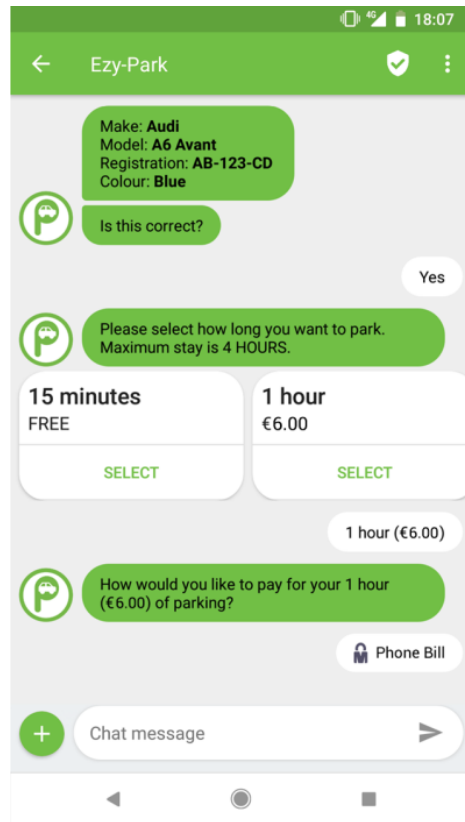 4G 18:07
Ezy-Park
Make: Audi
Model: A6 Avant
Registration: AB-123-CD
Colour: Blue
Is this correct?
Yes
Please select how long you want to park.
Maximum stay is 4 HOURS.
15 minutes
FREE
SELECT
1 hour
€6.00
SELECT
1 hour (€6.00)
How would you like to pay for your 1 hour
(€6.00) of parking?
Phone Bill
Chat message